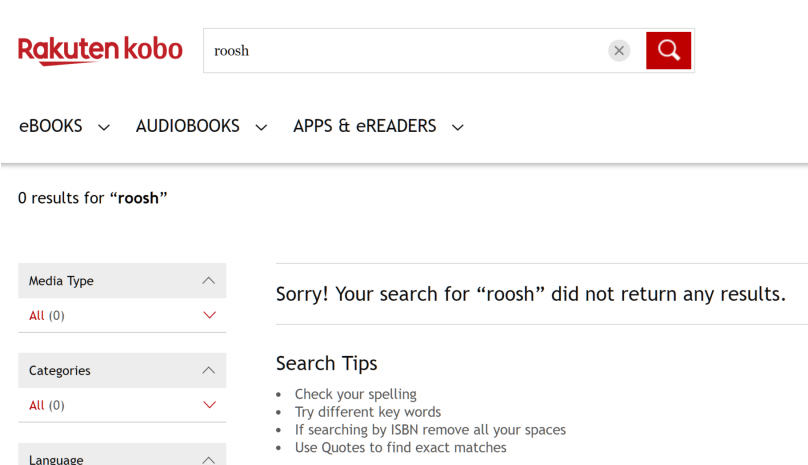 Rakuten kobo
roosh
eBOOKS AUDIOBOOKS APPS & eREADERS
0 results for “roosh”
Media Type
All (0)
Sorry! Your search for “roosh” did not return any results.
Categories
All (0)
Language
Search Tips
• Check your spelling
• Try different key words
• If searching by ISBN remove all your spaces
• Use Quotes to find exact matches